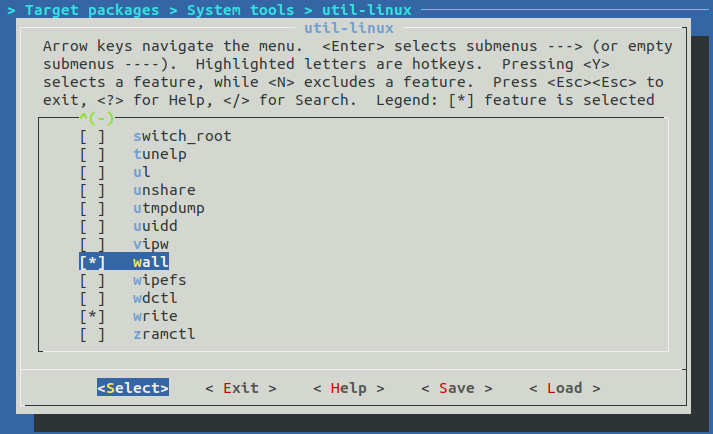 > Target packages > System tools > util-linux
util-linux
Arrow keys navigate the menu.  <Enter> selects submenus ---> (or empty
submenus ----).  Highlighted letters are hotkeys.  Pressing <Y>
selects a feature, while <N> excludes a feature.  Press <Esc><Esc> to
exit, <?> for Help, </> for Search.  Legend: [*] feature is selected
^(-)
[ ]   switch_root
[ ]   tunelp
[ ]   ul
[ ]   unshare
[ ]   utmpdump
[ ]   uuidd
[ ]   vipw
[*]   wall
[ ]   wipefs
[ ]   wdctl
[*]   write
[ ]   zramctl
<Select>    < Exit >    < Help >    < Save >    < Load >